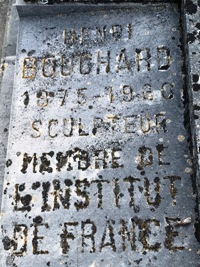 HENRI
BOUCHARD
1875.1960
SCULPTEUR
MEMBRE DE
L'INSTITUT
DE FRANCE